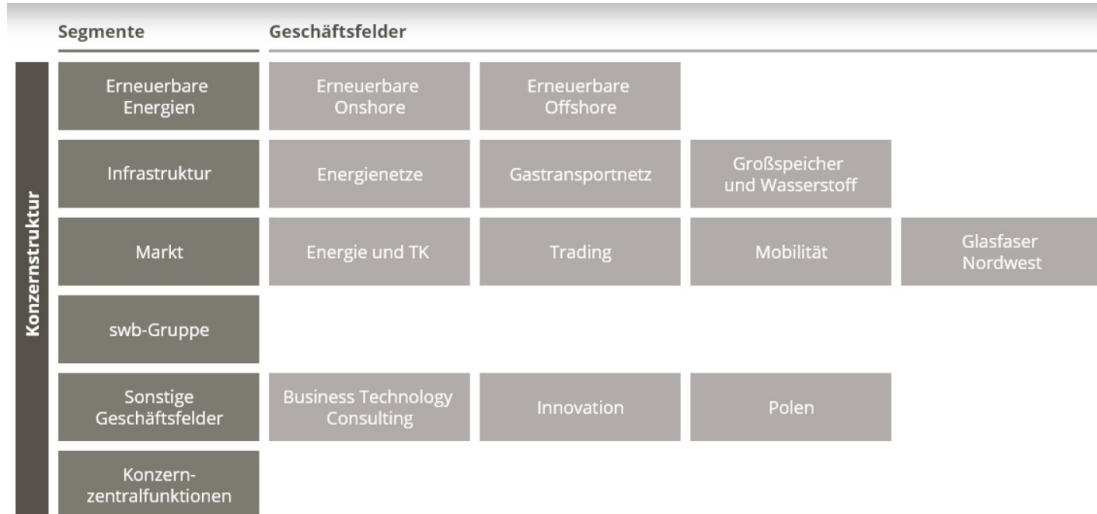 Segmente
Geschäftsfelder
Konzernstruktur
Erneuerbare
Energien
Erneuerbare
Onshore
Erneuerbare
Offshore
Infrastruktur
Energienetze
Gastransportnetz
Großspeicher
und Wasserstoff
Markt
Energie und TK
Trading
Mobilität
Glasfaser
Nordwest
swb-Gruppe
Sonstige
Geschäftsfelder
Business Technology
Consulting
Innovation
Polen
Konzern-
zentralfunktionen